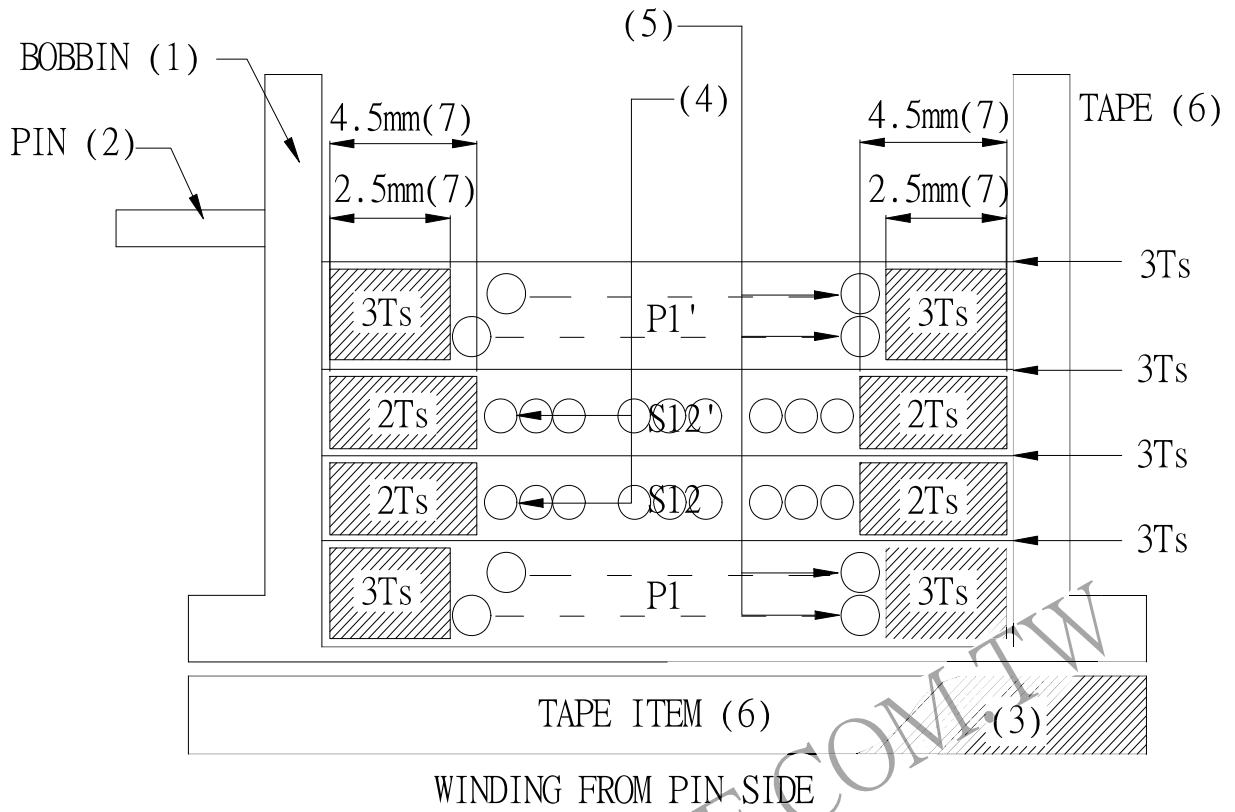 (5)
BOBBIN (1)
(4)
4.5mm(7)
4.5mm(7)
TAPE (6)
PIN (2)
2.5mm(7)
2.5mm(7)
3Ts
3Ts
P1'
3Ts
3Ts
2Ts
S12'
2Ts
3Ts
2Ts
S12
2Ts
3Ts
3Ts
P1
3Ts
TAPE ITEM (6)
(3)
WINDING FROM PIN SIDE
.COM.TW